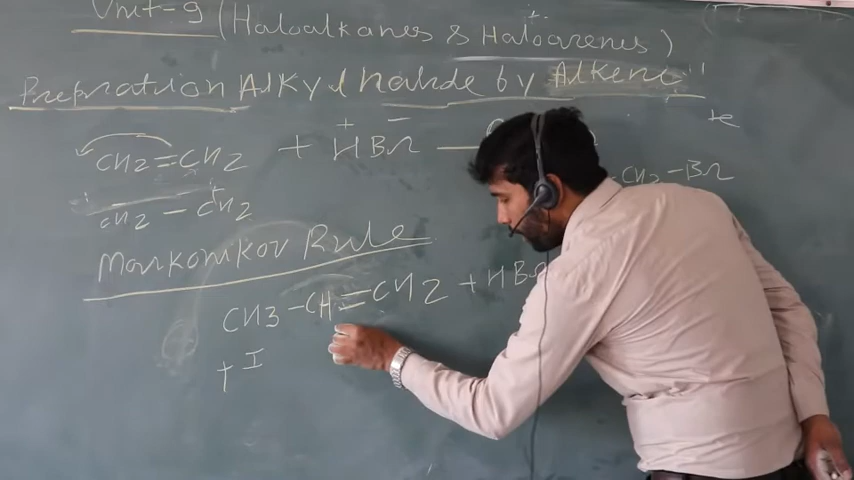 Unit-9 (Haloalkanes & Haloarenes)
Prepration Alkyl halide by "Alkene"
CH2=CH2 + HBr —
+ −
-CH2-Br
CH2 - CH2
Markonikov Rule
CH3-CH=CH2 + HBr
+I